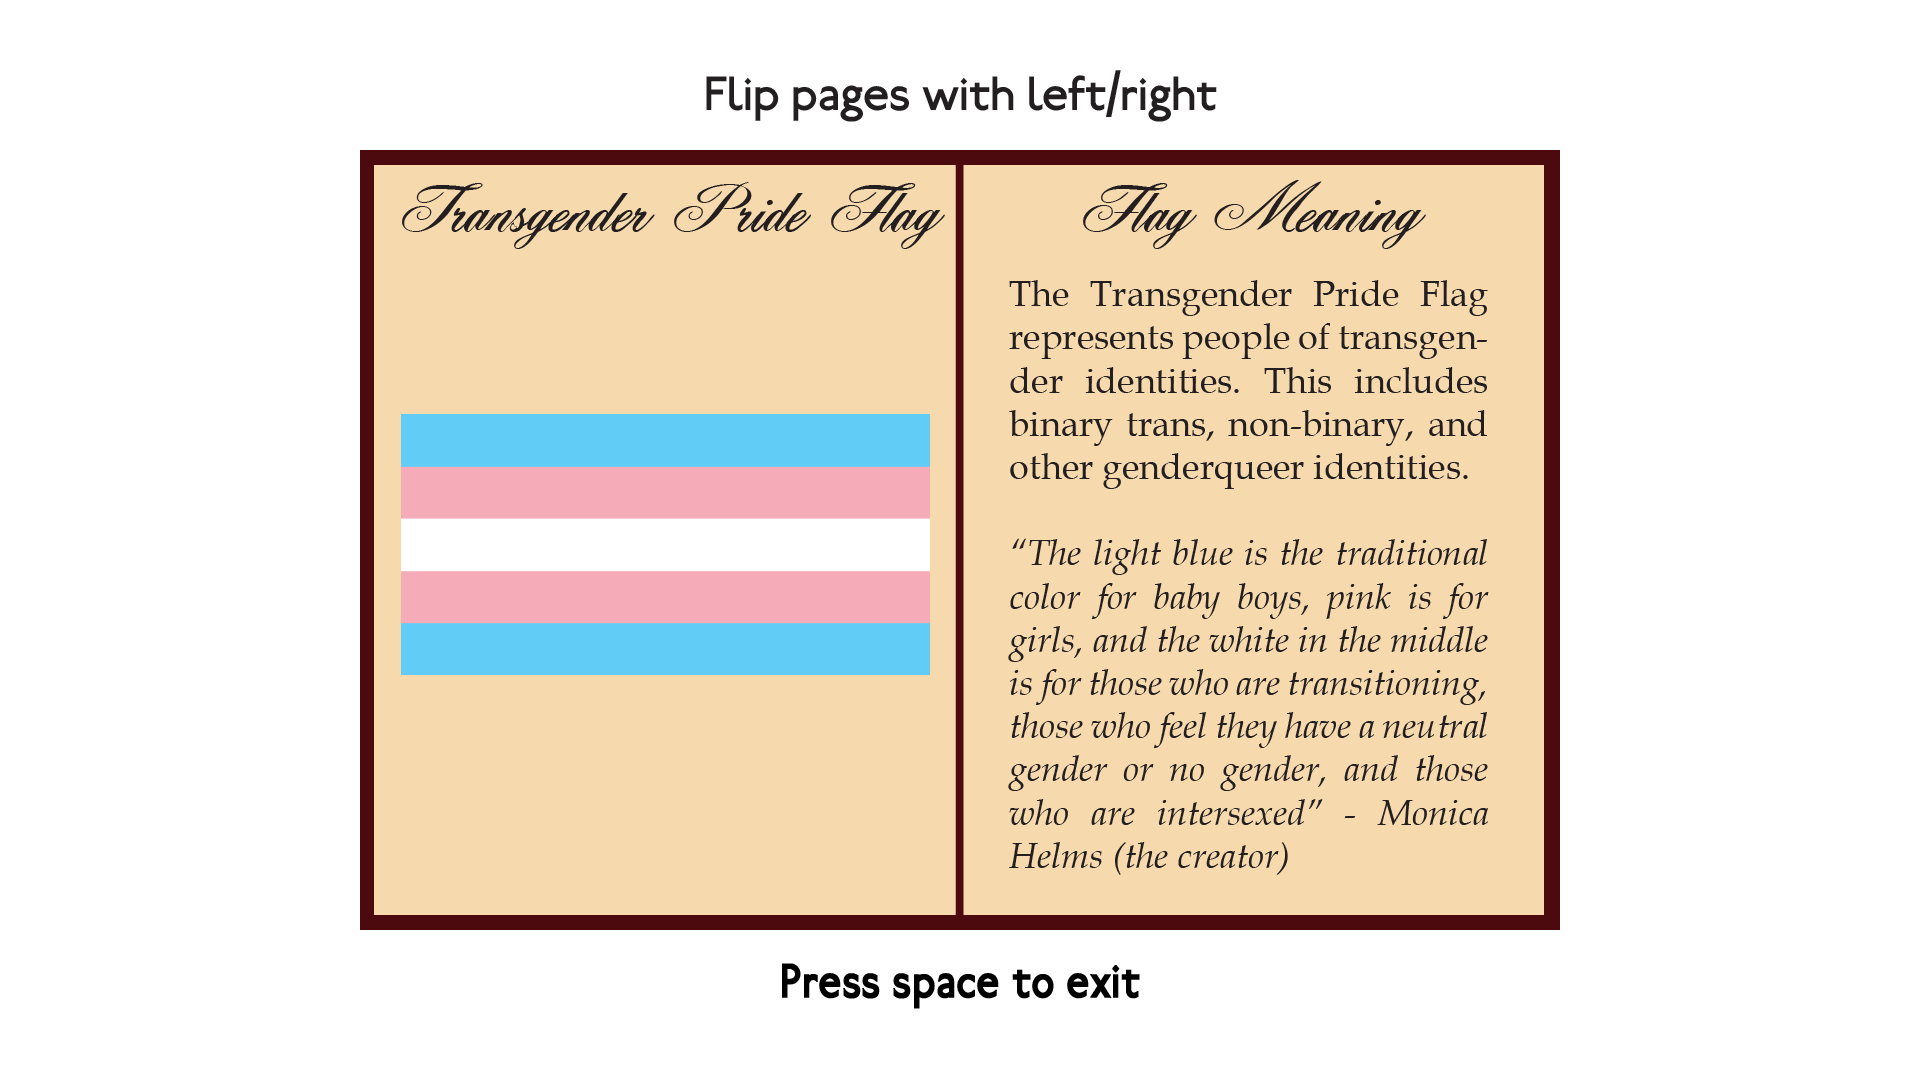 Flip pages with left/right
Transgender Pride Flag
Flag Meaning
The Transgender Pride Flag
represents people of transgen-
der identities. This includes
binary trans, non-binary, and
other genderqueer identities.
“The light blue is the traditional
color for baby boys, pink is for
girls, and the white in the middle
is for those who are transitioning,
those who feel they have a neutral
gender or no gender, and those
who are intersexed” - Monica
Helms (the creator)
Press space to exit